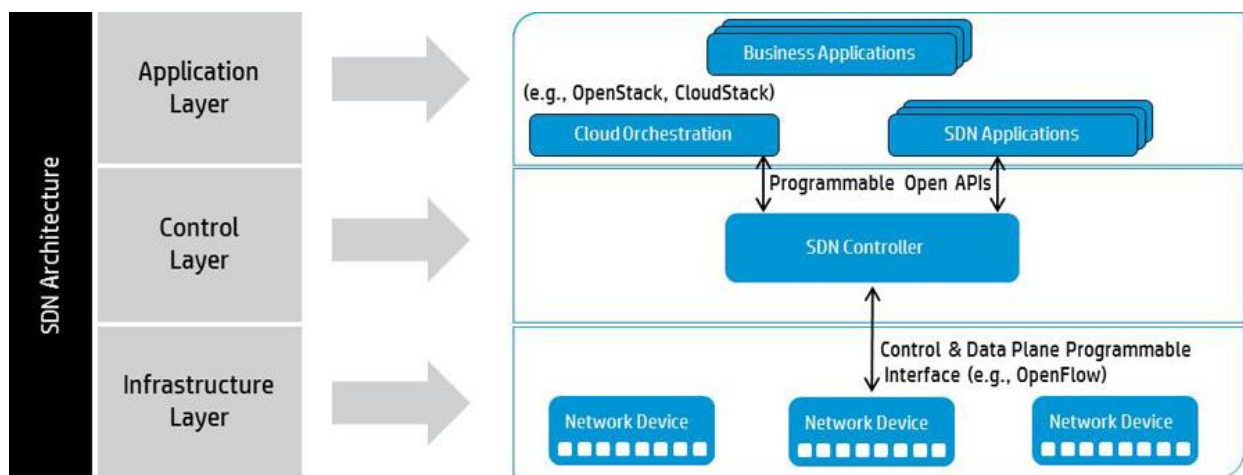 SDN Architecture
Application
Layer
Business Applications
(e.g., OpenStack, CloudStack)
Cloud Orchestration
SDN Applications
Programmable Open APIs
Control
Layer
SDN Controller
Infrastructure
Layer
Control & Data Plane Programmable
Interface (e.g., OpenFlow)
Network Device
Network Device
Network Device